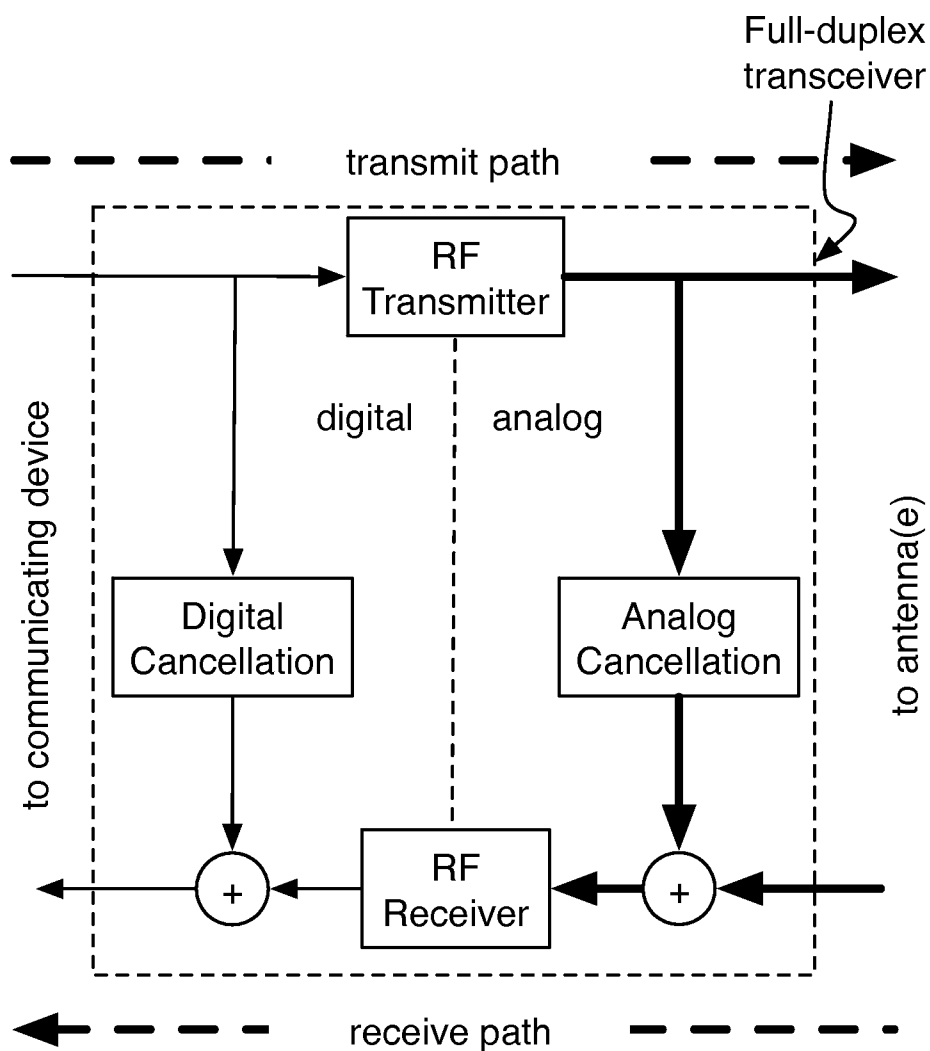 Full-duplex
transceiver
transmit path
RF
Transmitter
digital
analog
to communicating device
to antenna(e)
Digital
Cancellation
Analog
Cancellation
+
RF
Receiver
+
receive path